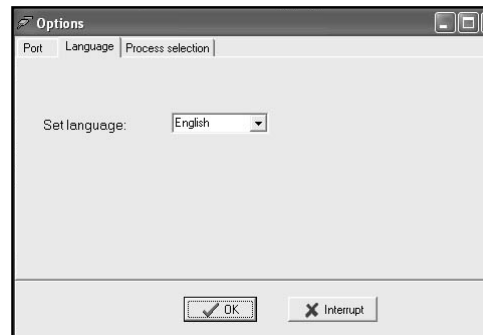 Options
Port Language Process selection
Set language: English
OK Interrupt